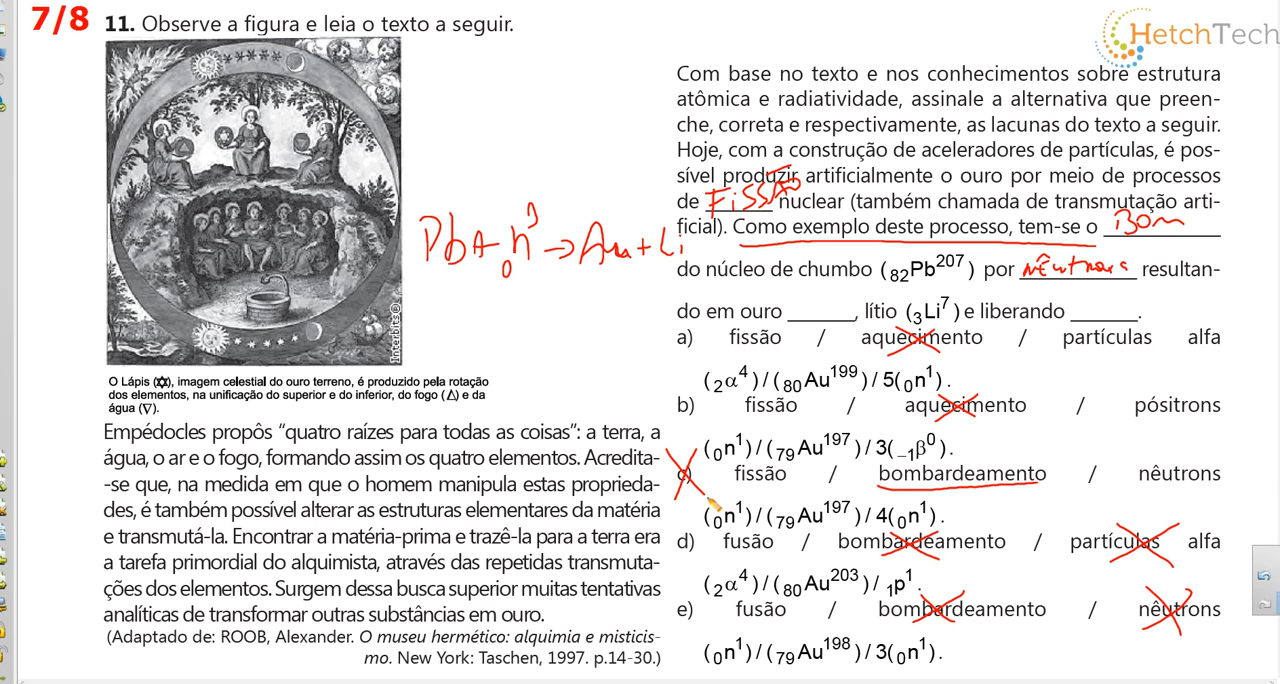 7/8 11. Observe a figura e leia o texto a seguir.
HetchTech
Interbits®
O Lápis (✡), imagem celestial do ouro terreno, é produzido pela rotação
dos elementos, na unificação do superior e do inferior, do fogo (△) e da
água (▽).
Empédocles propôs “quatro raízes para todas as coisas”: a terra, a
água, o ar e o fogo, formando assim os quatro elementos. Acredita-
-se que, na medida em que o homem manipula estas proprieda-
des, é também possível alterar as estruturas elementares da matéria
e transmutá-la. Encontrar a matéria-prima e trazê-la para a terra era
a tarefa primordial do alquimista, através das repetidas transmuta-
ções dos elementos. Surgem dessa busca superior muitas tentativas
analíticas de transformar outras substâncias em ouro.
(Adaptado de: ROOB, Alexander. O museu hermético: alquimia e misticis-
mo. New York: Taschen, 1997. p.14-30.)
Pb + ₀n¹ → Au + Li
Com base no texto e nos conhecimentos sobre estrutura
atômica e radiatividade, assinale a alternativa que preen-
che, correta e respectivamente, as lacunas do texto a seguir.
Hoje, com a construção de aceleradores de partículas, é pos-
sível produzir artificialmente o ouro por meio de processos
de FiSSÃO nuclear (também chamada de transmutação arti-
ficial). Como exemplo deste processo, tem-se o Bom
do núcleo de chumbo (₈₂Pb²⁰⁷) por nêutrons resultan-
do em ouro ______, lítio (₃Li⁷) e liberando ______.
a) fissão / aquecimento / partículas alfa
(₂α⁴) / (₈₀Au¹⁹⁹) / 5(₀n¹).
b) fissão / aquecimento / pósitrons
(₀n¹) / (₇₉Au¹⁹⁷) / 3(₋₁β⁰).
c) fissão / bombardeamento / nêutrons
(₀n¹) / (₇₉Au¹⁹⁷) / 4(₀n¹).
d) fusão / bombardeamento / partículas alfa
(₂α⁴) / (₈₀Au²⁰³) / ₁p¹.
e) fusão / bombardeamento / nêutrons
(₀n¹) / (₇₉Au¹⁹⁸) / 3(₀n¹).